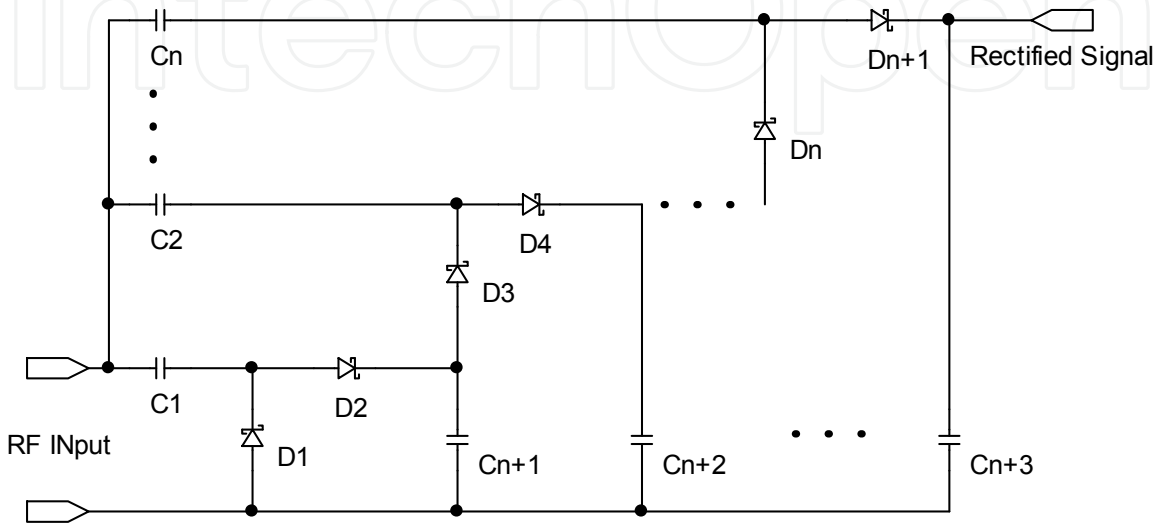 IntechOpen
Cn
Dn+1
Rectified Signal
Dn
C2
D4
D3
C1
D2
RF INput
D1
Cn+1
Cn+2
Cn+3